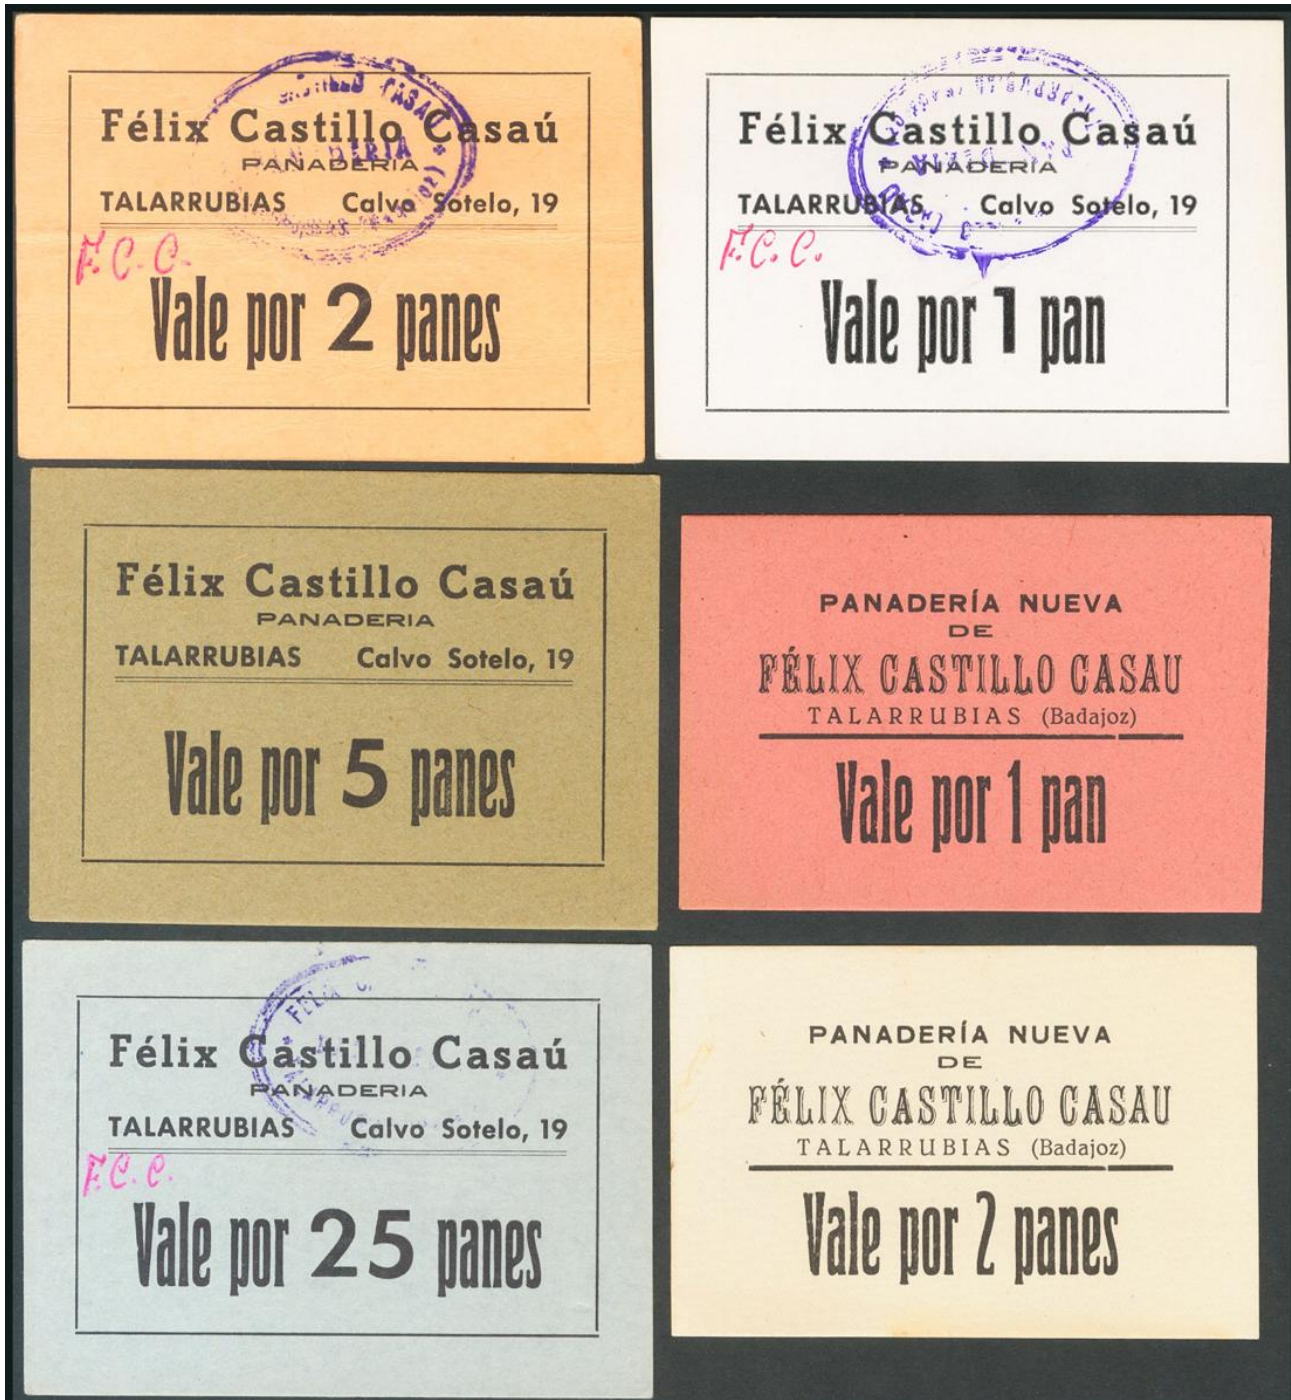 Félix Castillo Casaú
PANADERIA
TALARRUBIAS Calvo Sotelo, 19
F.C.C.
Vale por 2 panes
CASTILLO CASAU
Félix Castillo Casaú
PANADERIA
TALARRUBIAS Calvo Sotelo, 19
F.C.C.
Vale por 1 pan
Félix Castillo Casaú
PANADERIA
TALARRUBIAS Calvo Sotelo, 19
Vale por 5 panes
PANADERÍA NUEVA
DE
FÉLIX CASTILLO CASAU
TALARRUBIAS (Badajoz)
Vale por 1 pan
FELIX
Félix Castillo Casaú
PANADERIA
TALARRUBIAS Calvo Sotelo, 19
F.C.C.
Vale por 25 panes
PANADERÍA NUEVA
DE
FÉLIX CASTILLO CASAU
TALARRUBIAS (Badajoz)
Vale por 2 panes